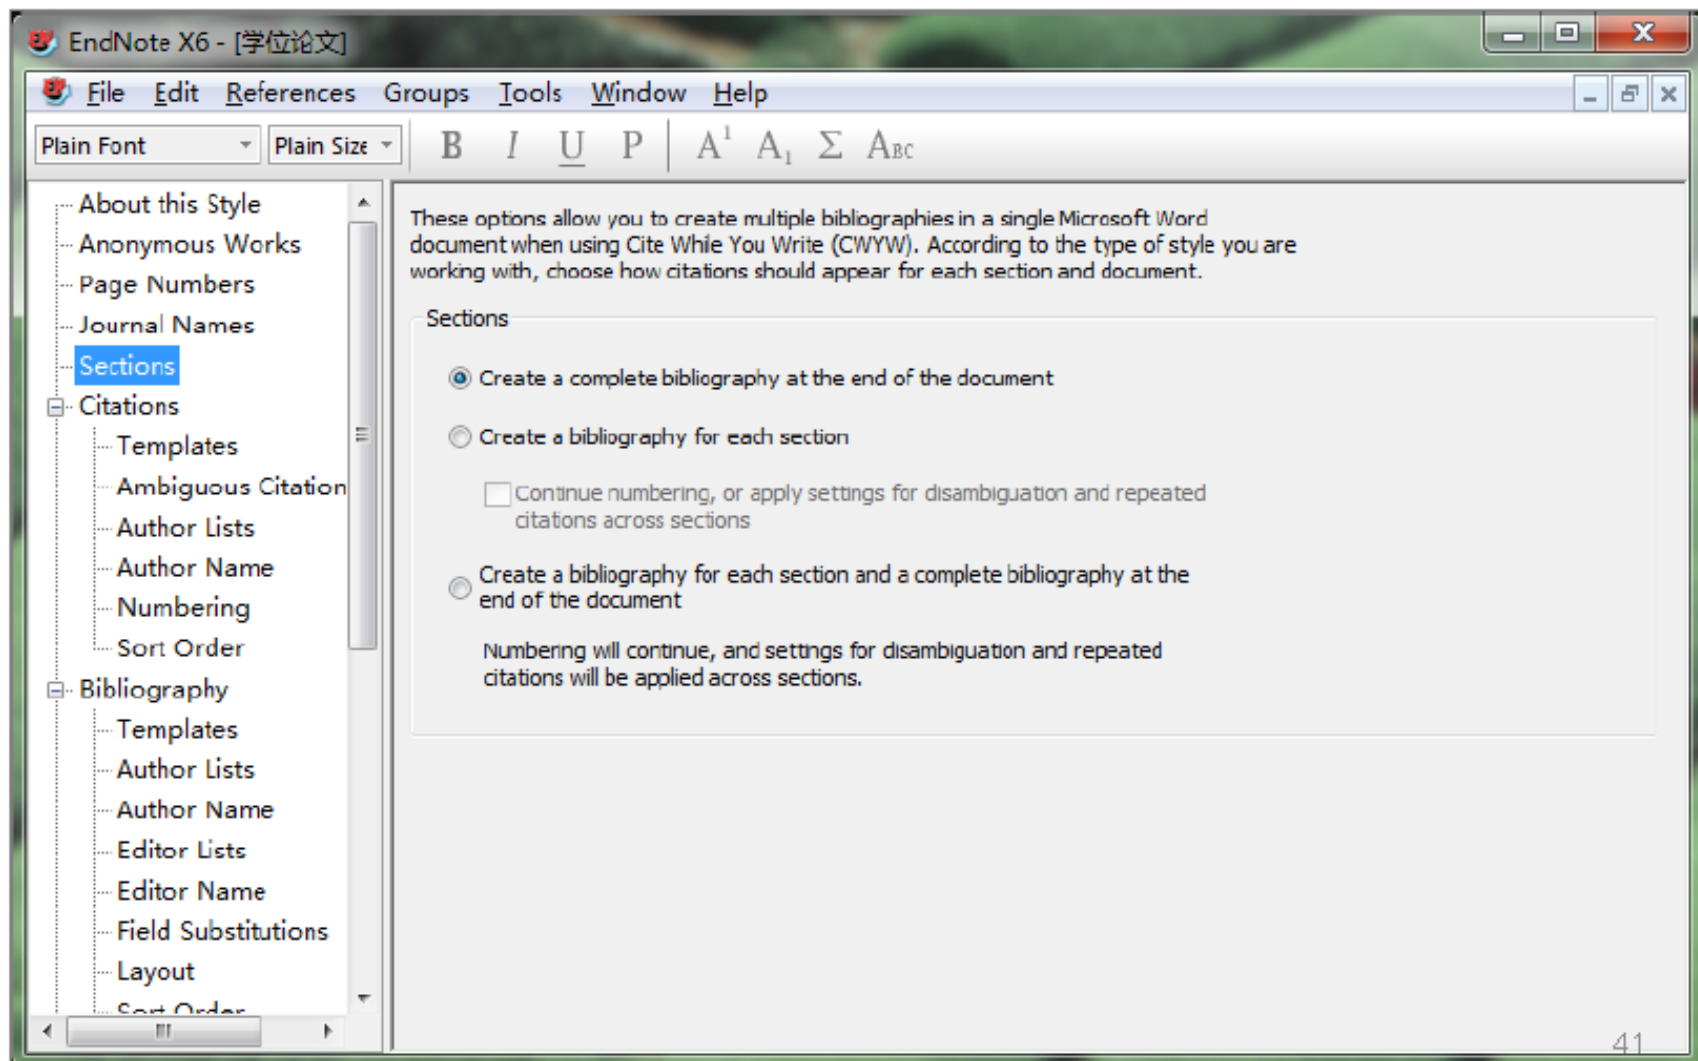 EndNote X6 - [学位论文]
File Edit References Groups Tools Window Help
Plain Font Plain Size B I U P A1 A1 Σ ABC
About this Style
Anonymous Works
Page Numbers
Journal Names
Sections
Citations
Templates
Ambiguous Citation
Author Lists
Author Name
Numbering
Sort Order
Bibliography
Templates
Author Lists
Author Name
Editor Lists
Editor Name
Field Substitutions
Layout
Sort Order
These options allow you to create multiple bibliographies in a single Microsoft Word
document when using Cite While You Write (CWYW). According to the type of style you are
working with, choose how citations should appear for each section and document.
Sections
Create a complete bibliography at the end of the document
Create a bibliography for each section
Continue numbering, or apply settings for disambiguation and repeated
citations across sections
Create a bibliography for each section and a complete bibliography at the
end of the document
Numbering will continue, and settings for disambiguation and repeated
citations will be applied across sections.
41